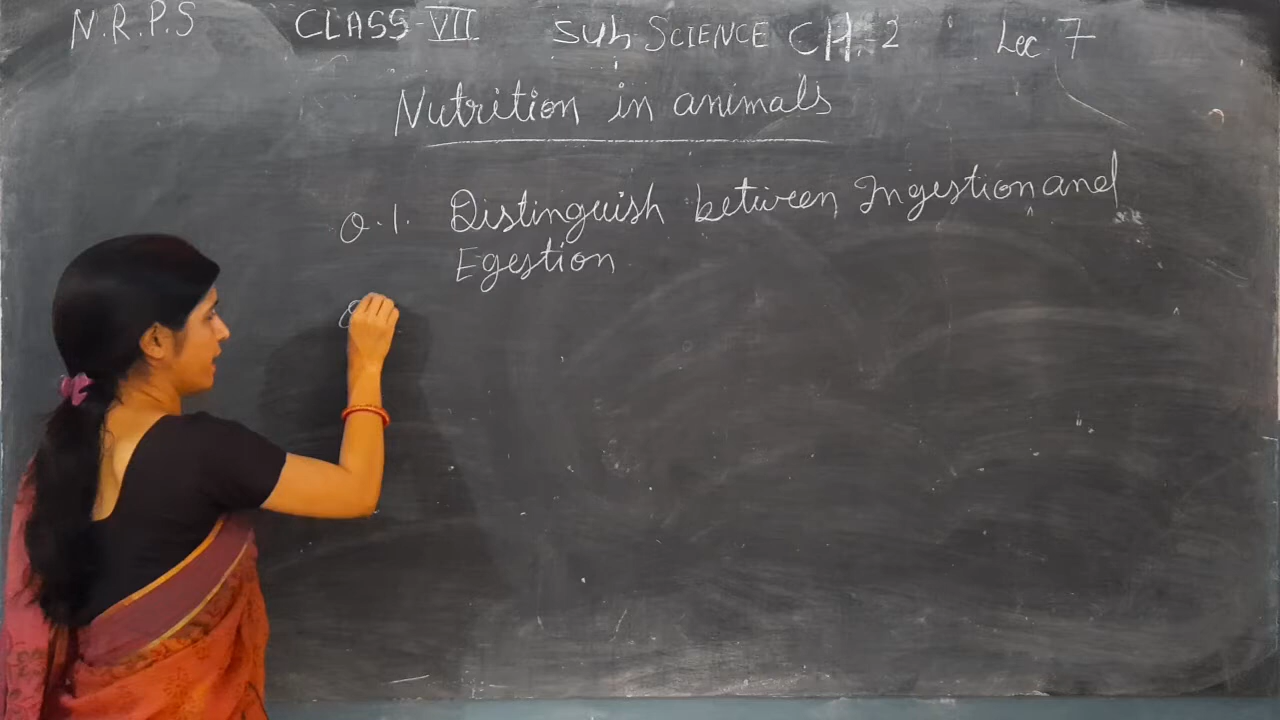 N.R.P.S CLASS-VII Sub SCIENCE CH.-2 Lec 7
Nutrition in animals
Q.1. Distinguish between Ingestion and
Egestion
Q